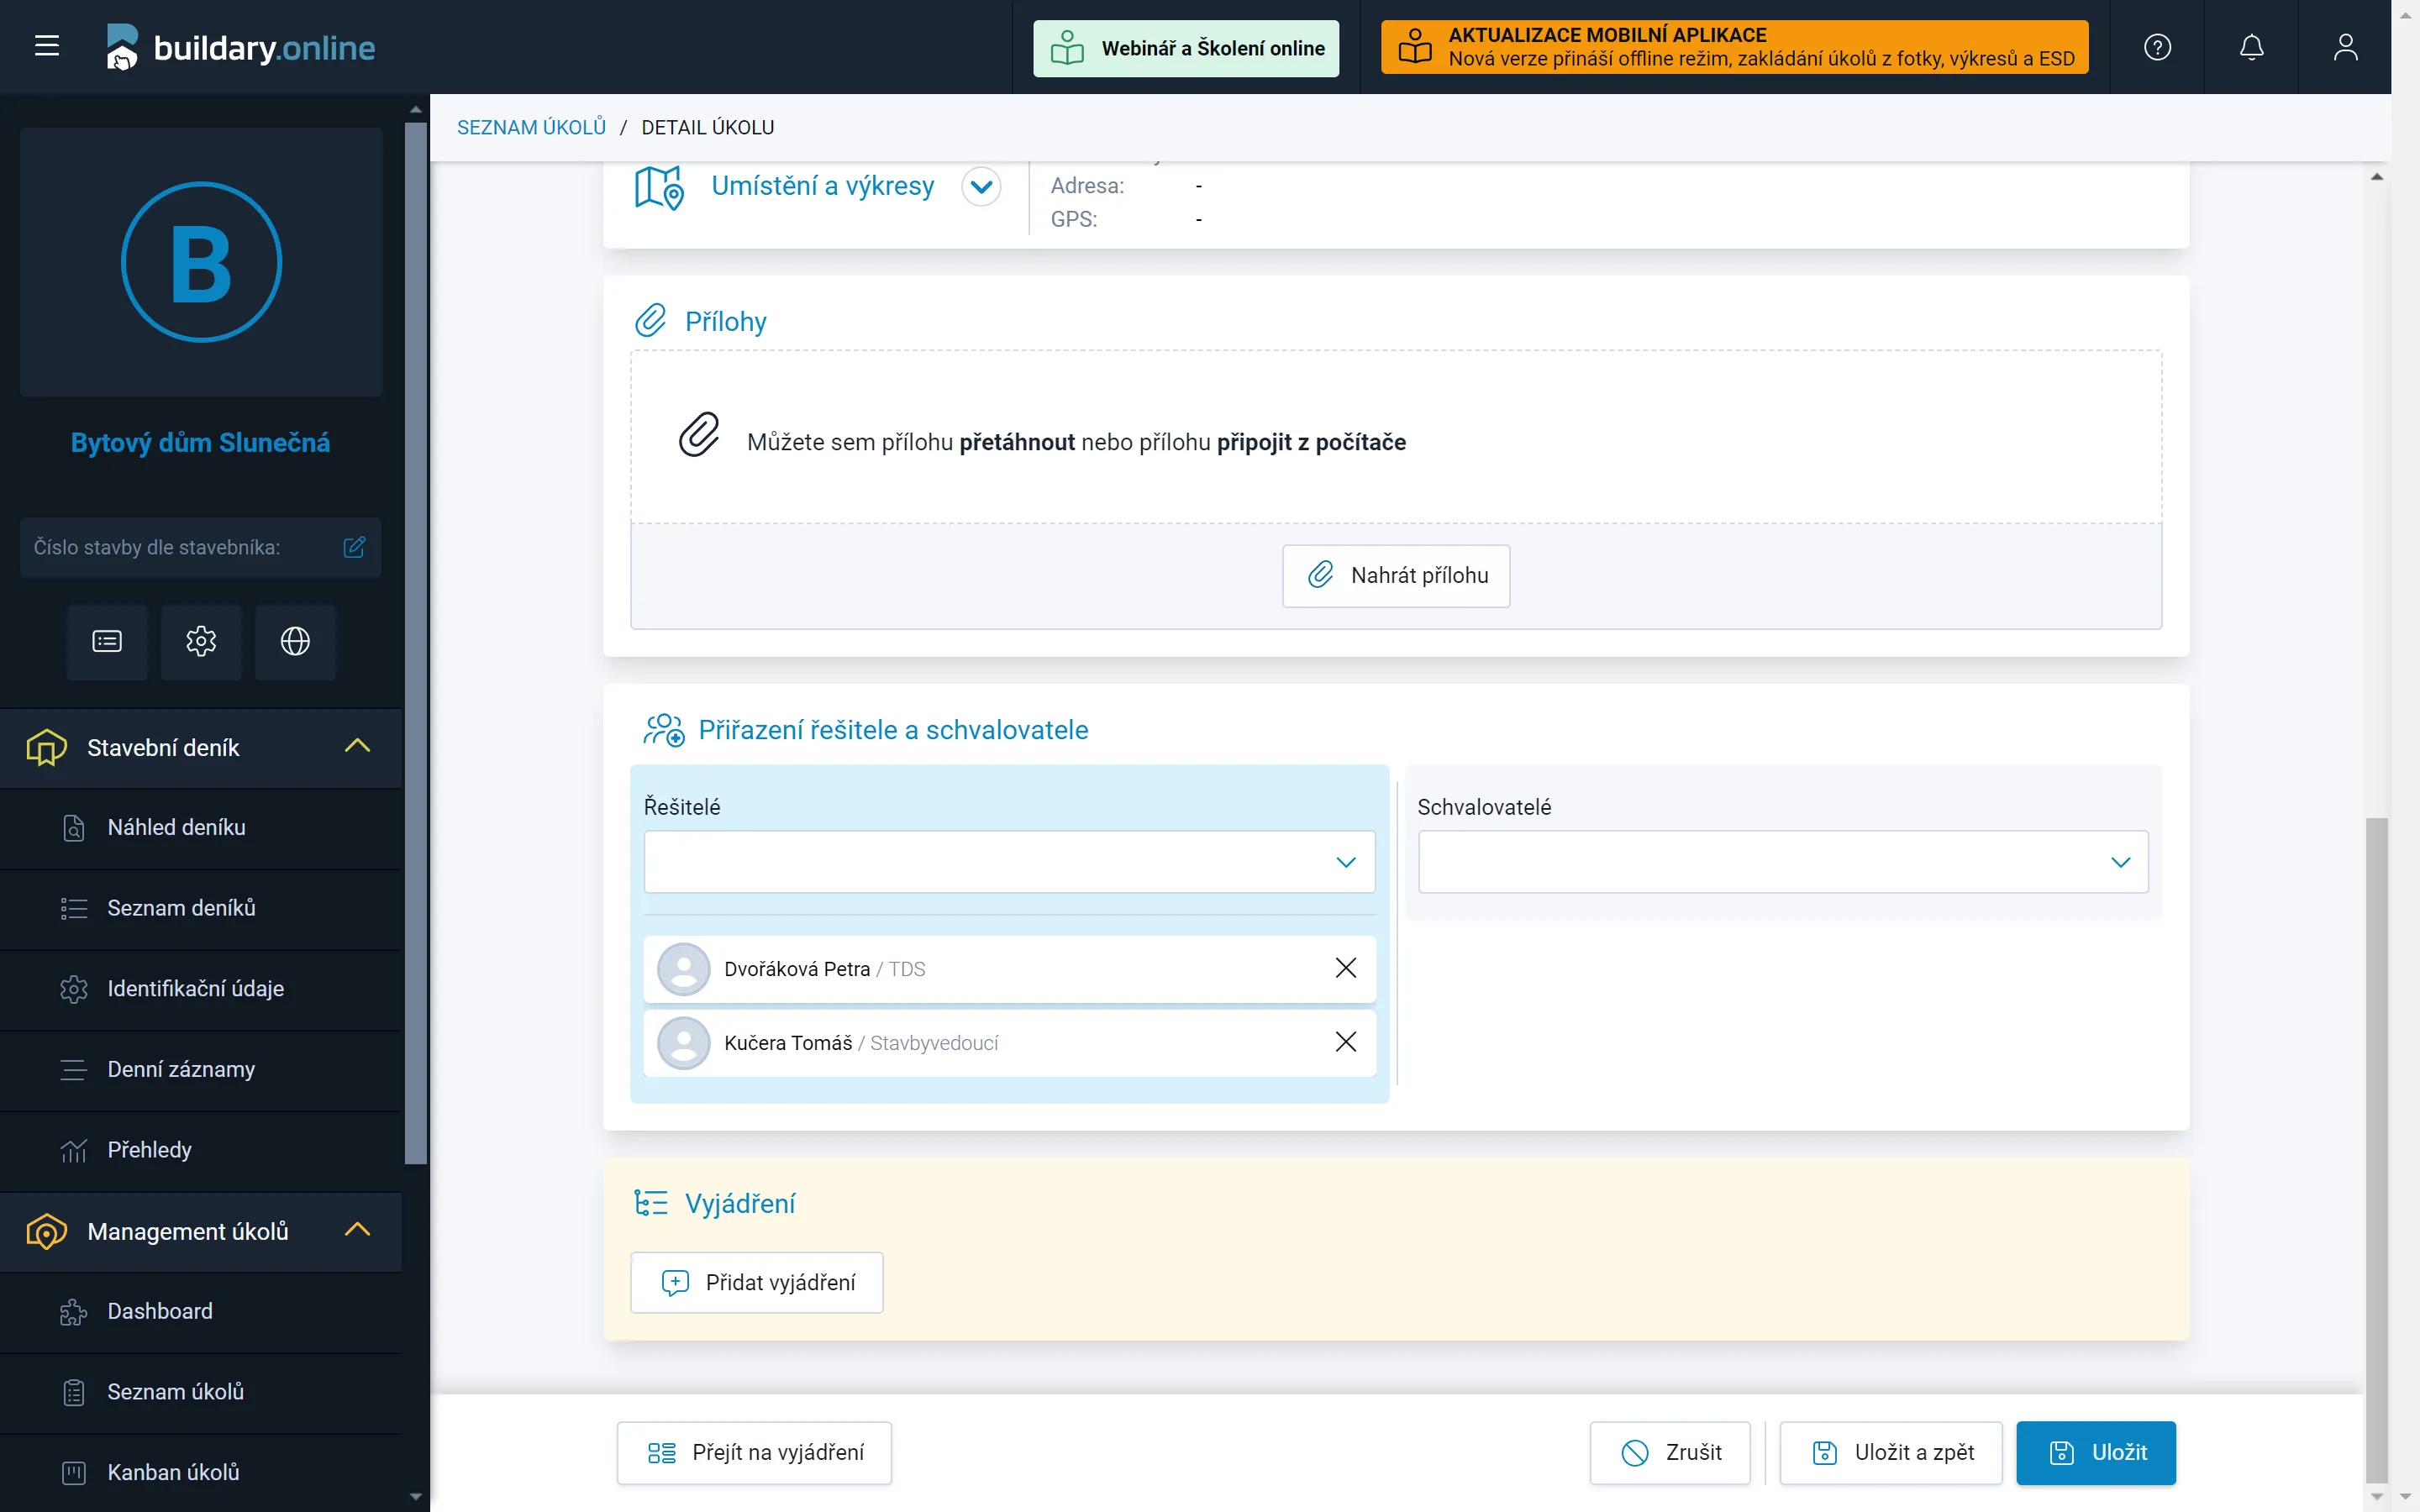 buildary.online
Webinář a Školení online
AKTUALIZACE MOBILNÍ APLIKACE
Nová verze přináší offline režim, zakládání úkolů z fotky, výkresů a ESD
B
Bytový dům Slunečná
Číslo stavby dle stavebníka:
Stavební deník
Náhled deníku
Seznam deníků
Identifikační údaje
Denní záznamy
Přehledy
Management úkolů
Dashboard
Seznam úkolů
Kanban úkolů
SEZNAM ÚKOLŮ / DETAIL ÚKOLU
Umístění a výkresy
Adresa: -
GPS: -
Přílohy
Můžete sem přílohu přetáhnout nebo přílohu připojit z počítače
Nahrát přílohu
Přiřazení řešitele a schvalovatele
Řešitelé
Schvalovatelé
Dvořáková Petra / TDS
Kučera Tomáš / Stavbyvedoucí
Vyjádření
Přidat vyjádření
Přejít na vyjádření
Zrušit
Uložit a zpět
Uložit